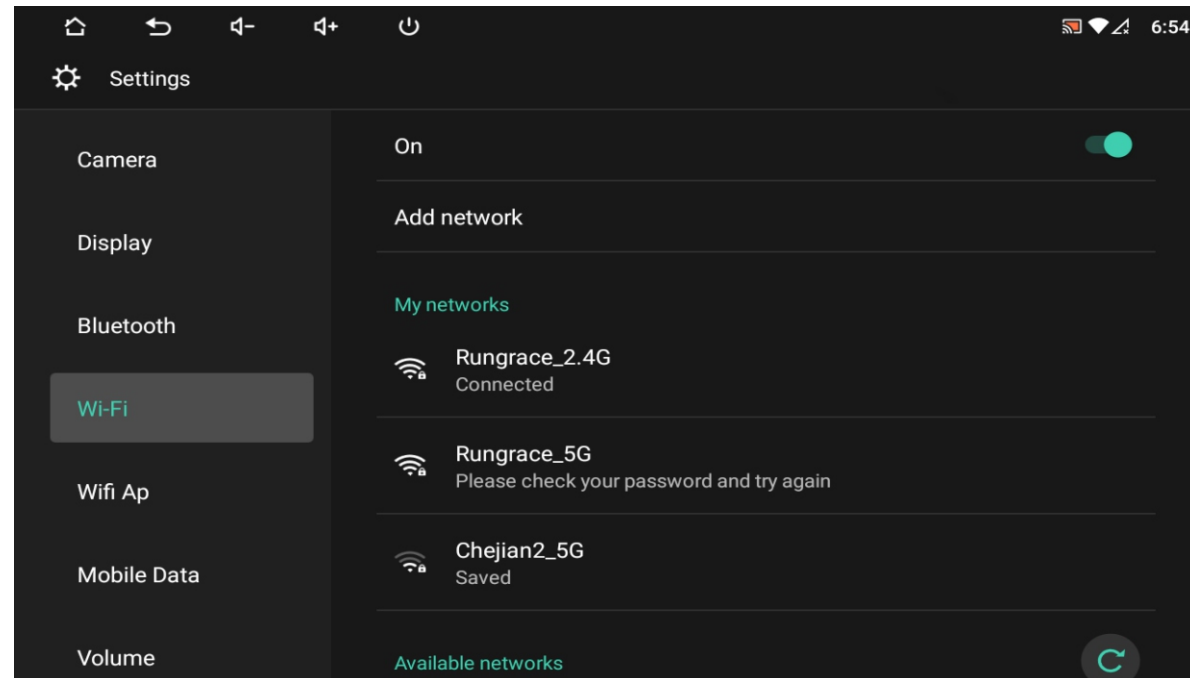 6:54
Settings
Camera
Display
Bluetooth
Wi-Fi
Wifi Ap
Mobile Data
Volume
On
Add network
My networks
Rungrace_2.4G
Connected
Rungrace_5G
Please check your password and try again
Chejian2_5G
Saved
Available networks